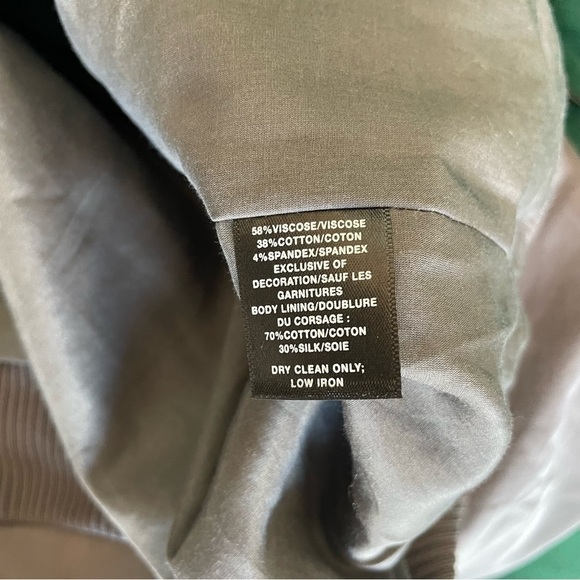 58%VISCOSE/VISCOSE
38%COTTON/COTON
4%SPANDEX/SPANDEX
EXCLUSIVE OF
DECORATION/SAUF LES
GARNITURES
BODY LINING/DOUBLURE
DU CORSAGE :
70%COTTON/COTON
30%SILK/SOIE
DRY CLEAN ONLY;
LOW IRON